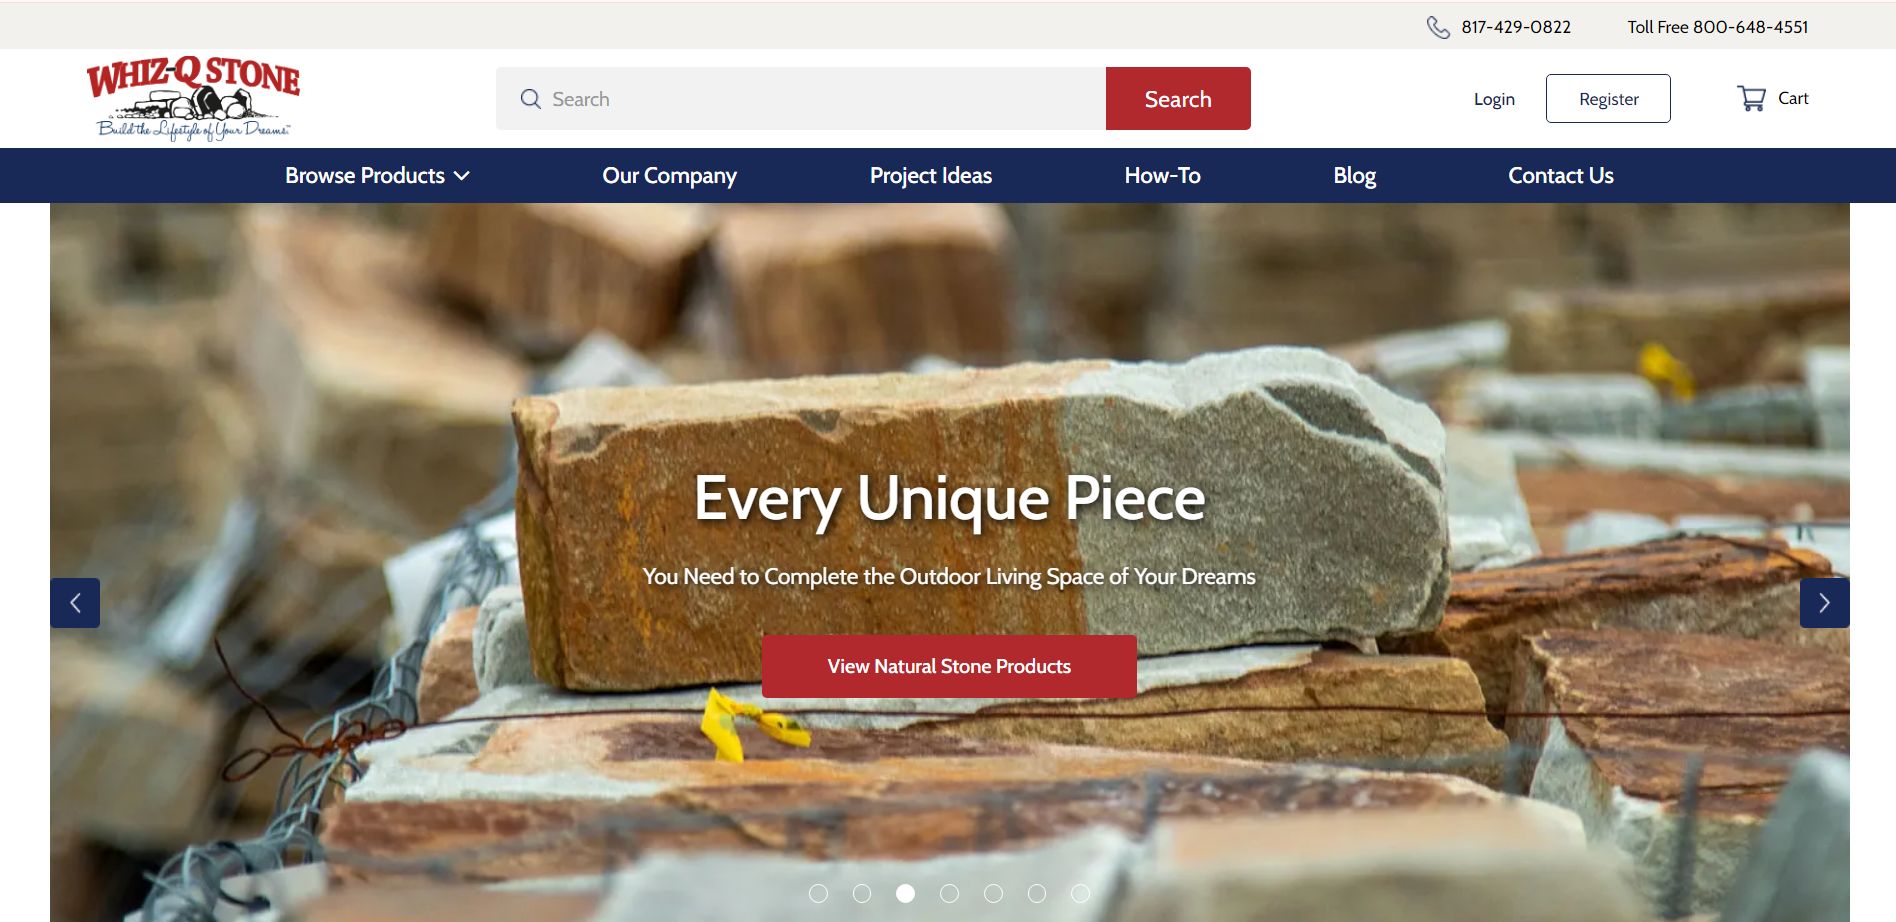 817-429-0822
Toll Free 800-648-4551
WHIZ-Q STONE
Build the Lifestyle of Your Dreams.™
Search
Search
Login
Register
Cart
Browse Products
Our Company
Project Ideas
How-To
Blog
Contact Us
Every Unique Piece
You Need to Complete the Outdoor Living Space of Your Dreams
View Natural Stone Products